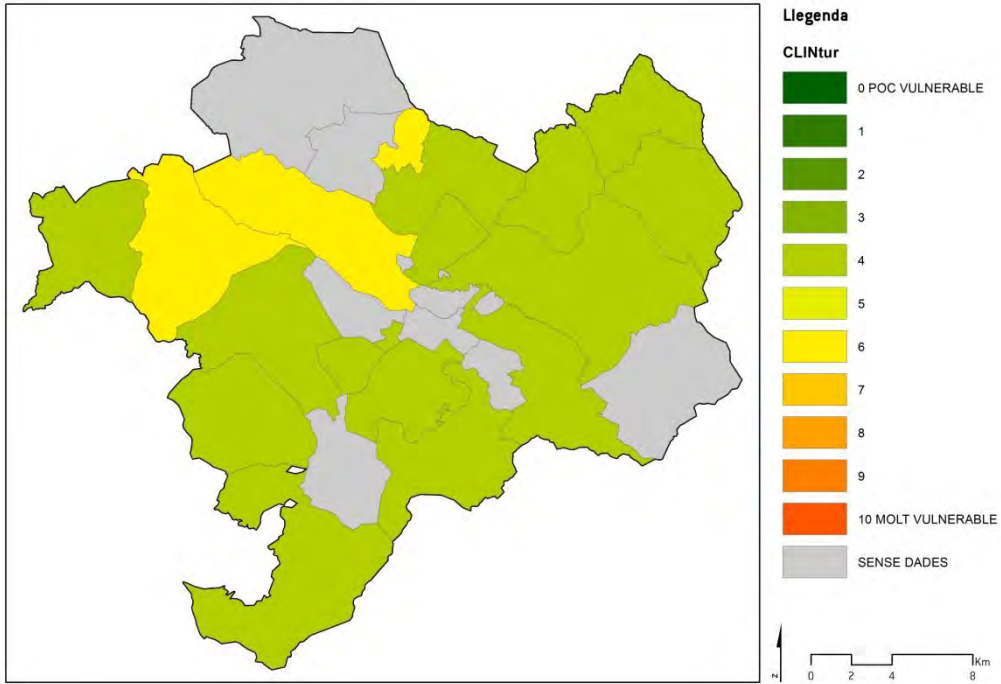 Llegenda
CLINtur
0 POC VULNERABLE
1
2
3
4
5
6
7
8
9
10 MOLT VULNERABLE
SENSE DADES
N
Km
0 2 4 8